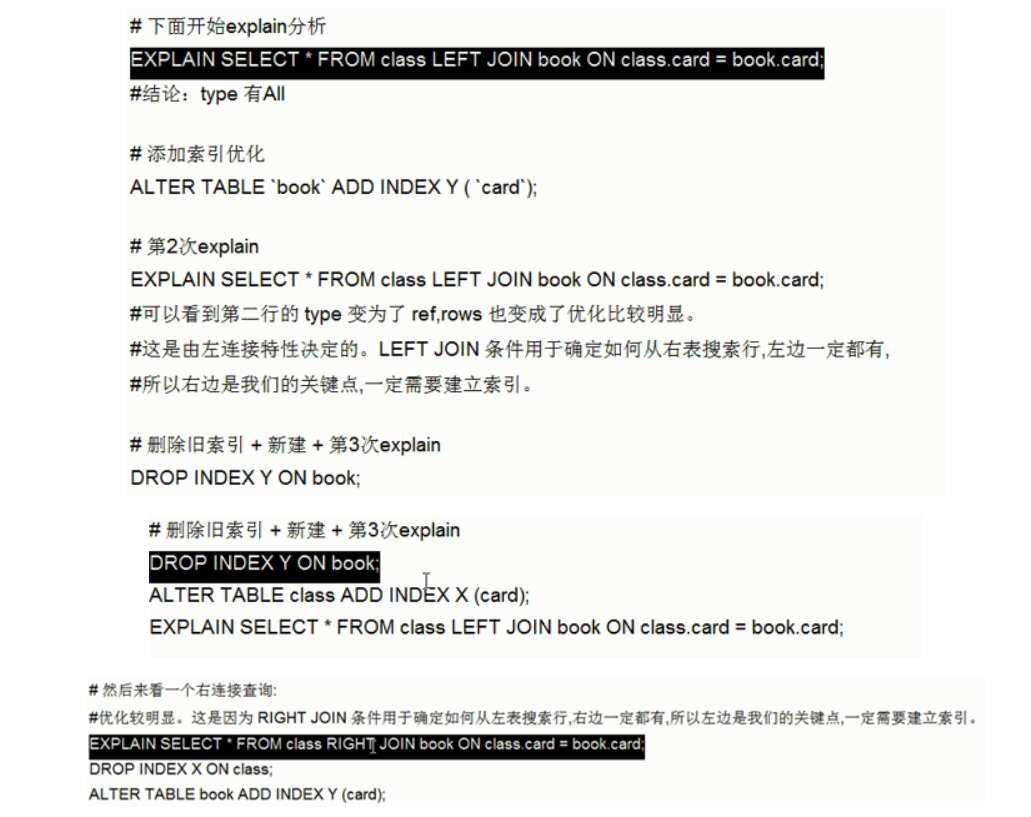 # 下面开始explain分析
EXPLAIN SELECT * FROM class LEFT JOIN book ON class.card = book.card;
#结论：type 有All
# 添加索引优化
ALTER TABLE `book` ADD INDEX Y ( `card`);
# 第2次explain
EXPLAIN SELECT * FROM class LEFT JOIN book ON class.card = book.card;
#可以看到第二行的 type 变为了 ref,rows 也变成了优化比较明显。
#这是由左连接特性决定的。LEFT JOIN 条件用于确定如何从右表搜索行,左边一定都有,
#所以右边是我们的关键点,一定需要建立索引。
# 删除旧索引 + 新建 + 第3次explain
DROP INDEX Y ON book;
# 删除旧索引 + 新建 + 第3次explain
DROP INDEX Y ON book;
ALTER TABLE class ADD INDEX X (card);
EXPLAIN SELECT * FROM class LEFT JOIN book ON class.card = book.card;
# 然后来看一个右连接查询:
#优化较明显。这是因为 RIGHT JOIN 条件用于确定如何从左表搜索行,右边一定都有,所以左边是我们的关键点,一定需要建立索引。
EXPLAIN SELECT * FROM class RIGHT JOIN book ON class.card = book.card;
DROP INDEX X ON class;
ALTER TABLE book ADD INDEX Y (card);